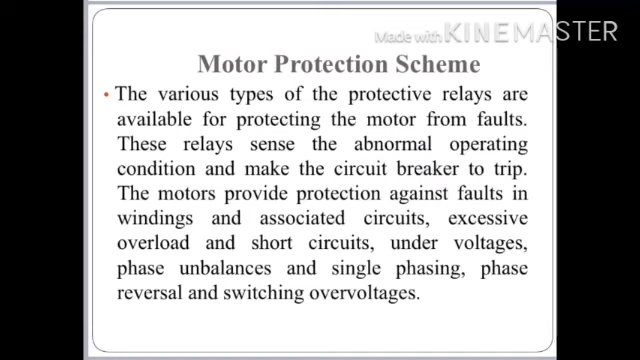 Made with KINEMASTER
Motor Protection Scheme
• The various types of the protective relays are
available for protecting the motor from faults.
These relays sense the abnormal operating
condition and make the circuit breaker to trip.
The motors provide protection against faults in
windings and associated circuits, excessive
overload and short circuits, under voltages,
phase unbalances and single phasing, phase
reversal and switching overvoltages.